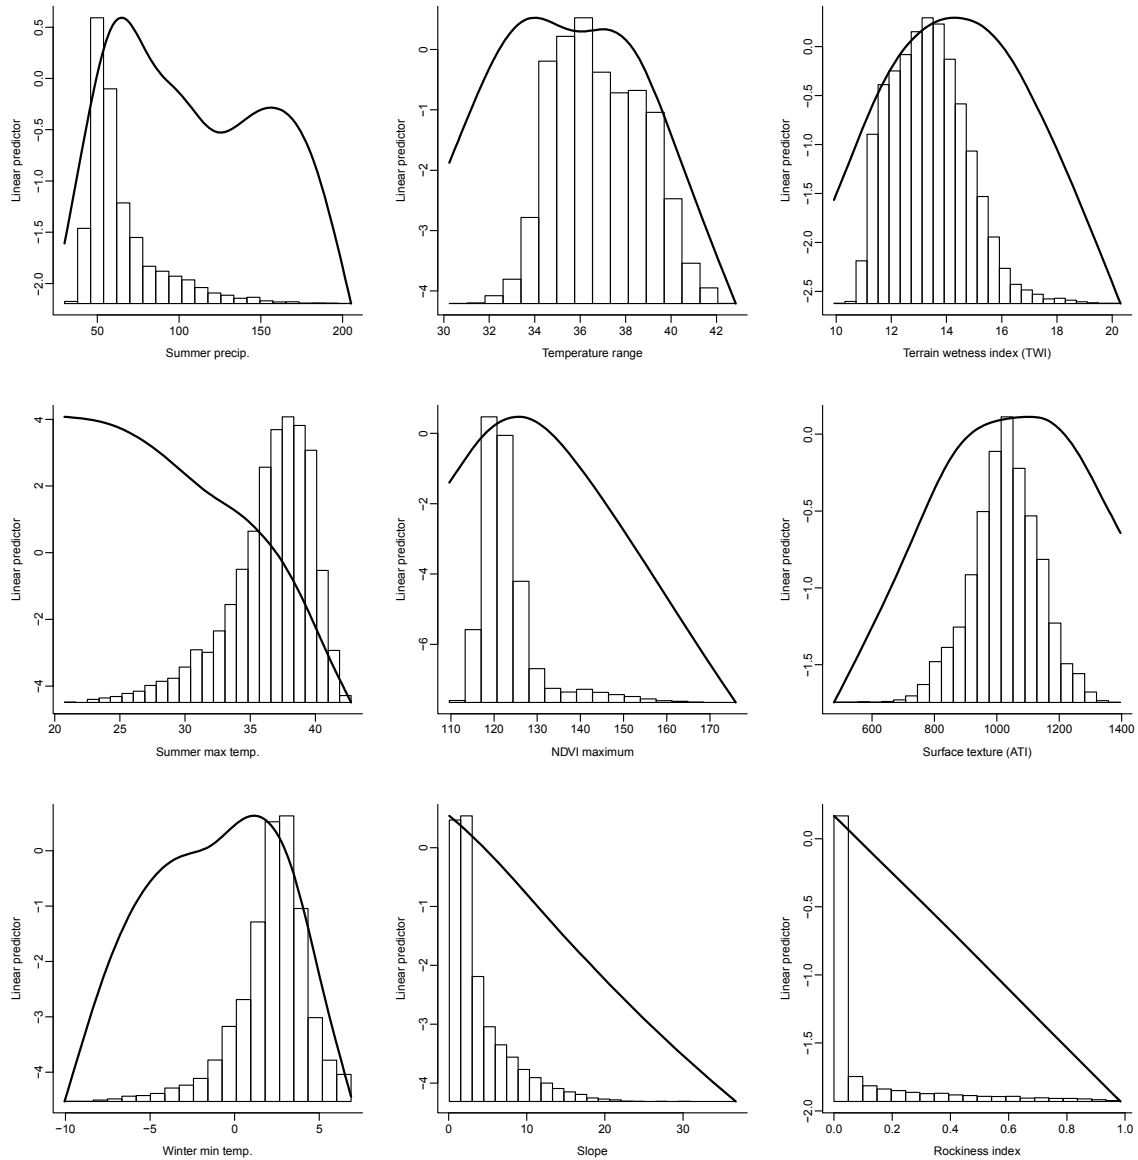 0.5
0.0
−0.5
−1.0
−1.5
−2.0
Linear predictor
50 100 150 200
Summer precip.
0
−1
−2
−3
−4
Linear predictor
30 32 34 36 38 40 42
Temperature range
0.0
−0.5
−1.0
−1.5
−2.0
−2.5
Linear predictor
10 12 14 16 18 20
Terrain wetness index (TWI)
4
2
0
−2
−4
Linear predictor
20 25 30 35 40
Summer max temp.
0
−2
−4
−6
Linear predictor
110 120 130 140 150 160 170
NDVI maximum
0.0
−0.5
−1.0
−1.5
Linear predictor
600 800 1000 1200 1400
Surface texture (ATI)
0
−1
−2
−3
−4
Linear predictor
−10 −5 0 5
Winter min temp.
0
−1
−2
−3
−4
Linear predictor
0 10 20 30
Slope
0.0
−0.5
−1.0
−1.5
−2.0
Linear predictor
0.0 0.2 0.4 0.6 0.8 1.0
Rockiness index